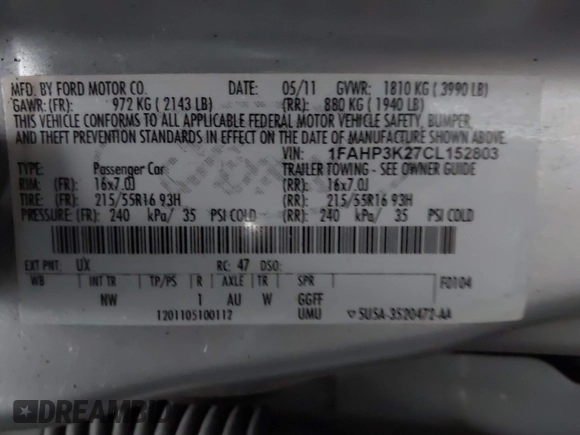 MFD. BY FORD MOTOR CO. DATE: 05/11 GVWR: 1810 KG ( 3990 LB)
GAWR: (FR): 972 KG ( 2143 LB) (RR): 880 KG ( 1940 LB)
THIS VEHICLE CONFORMS TO ALL APPLICABLE FEDERAL MOTOR VEHICLE SAFETY, BUMPER,
AND THEFT PREVENTION STANDARDS IN EFFECT ON THE DATE OF MANUFACTURE SHOWN ABOVE.
VIN: 1FAHP3K27CL152803
TYPE: Passenger Car TRAILER TOWING - SEE OWNER GUIDE
RIM: (FR): 16x7.0J (RR): 16x7.0J
TIRE: (FR): 215/55R16 93H (RR): 215/55R16 93H
PRESSURE: (FR): 240 kPa/ 35 PSI COLD (RR): 240 kPa/ 35 PSI COLD
EXT PNT: UX RC: 47 DSO:
WB INT TR TP/PS R AXLE TR SPR F0104
NW 1 AU W GGFF
1201105100112 UMU ▽ 5U5A-3520472-AA
DREAMBID